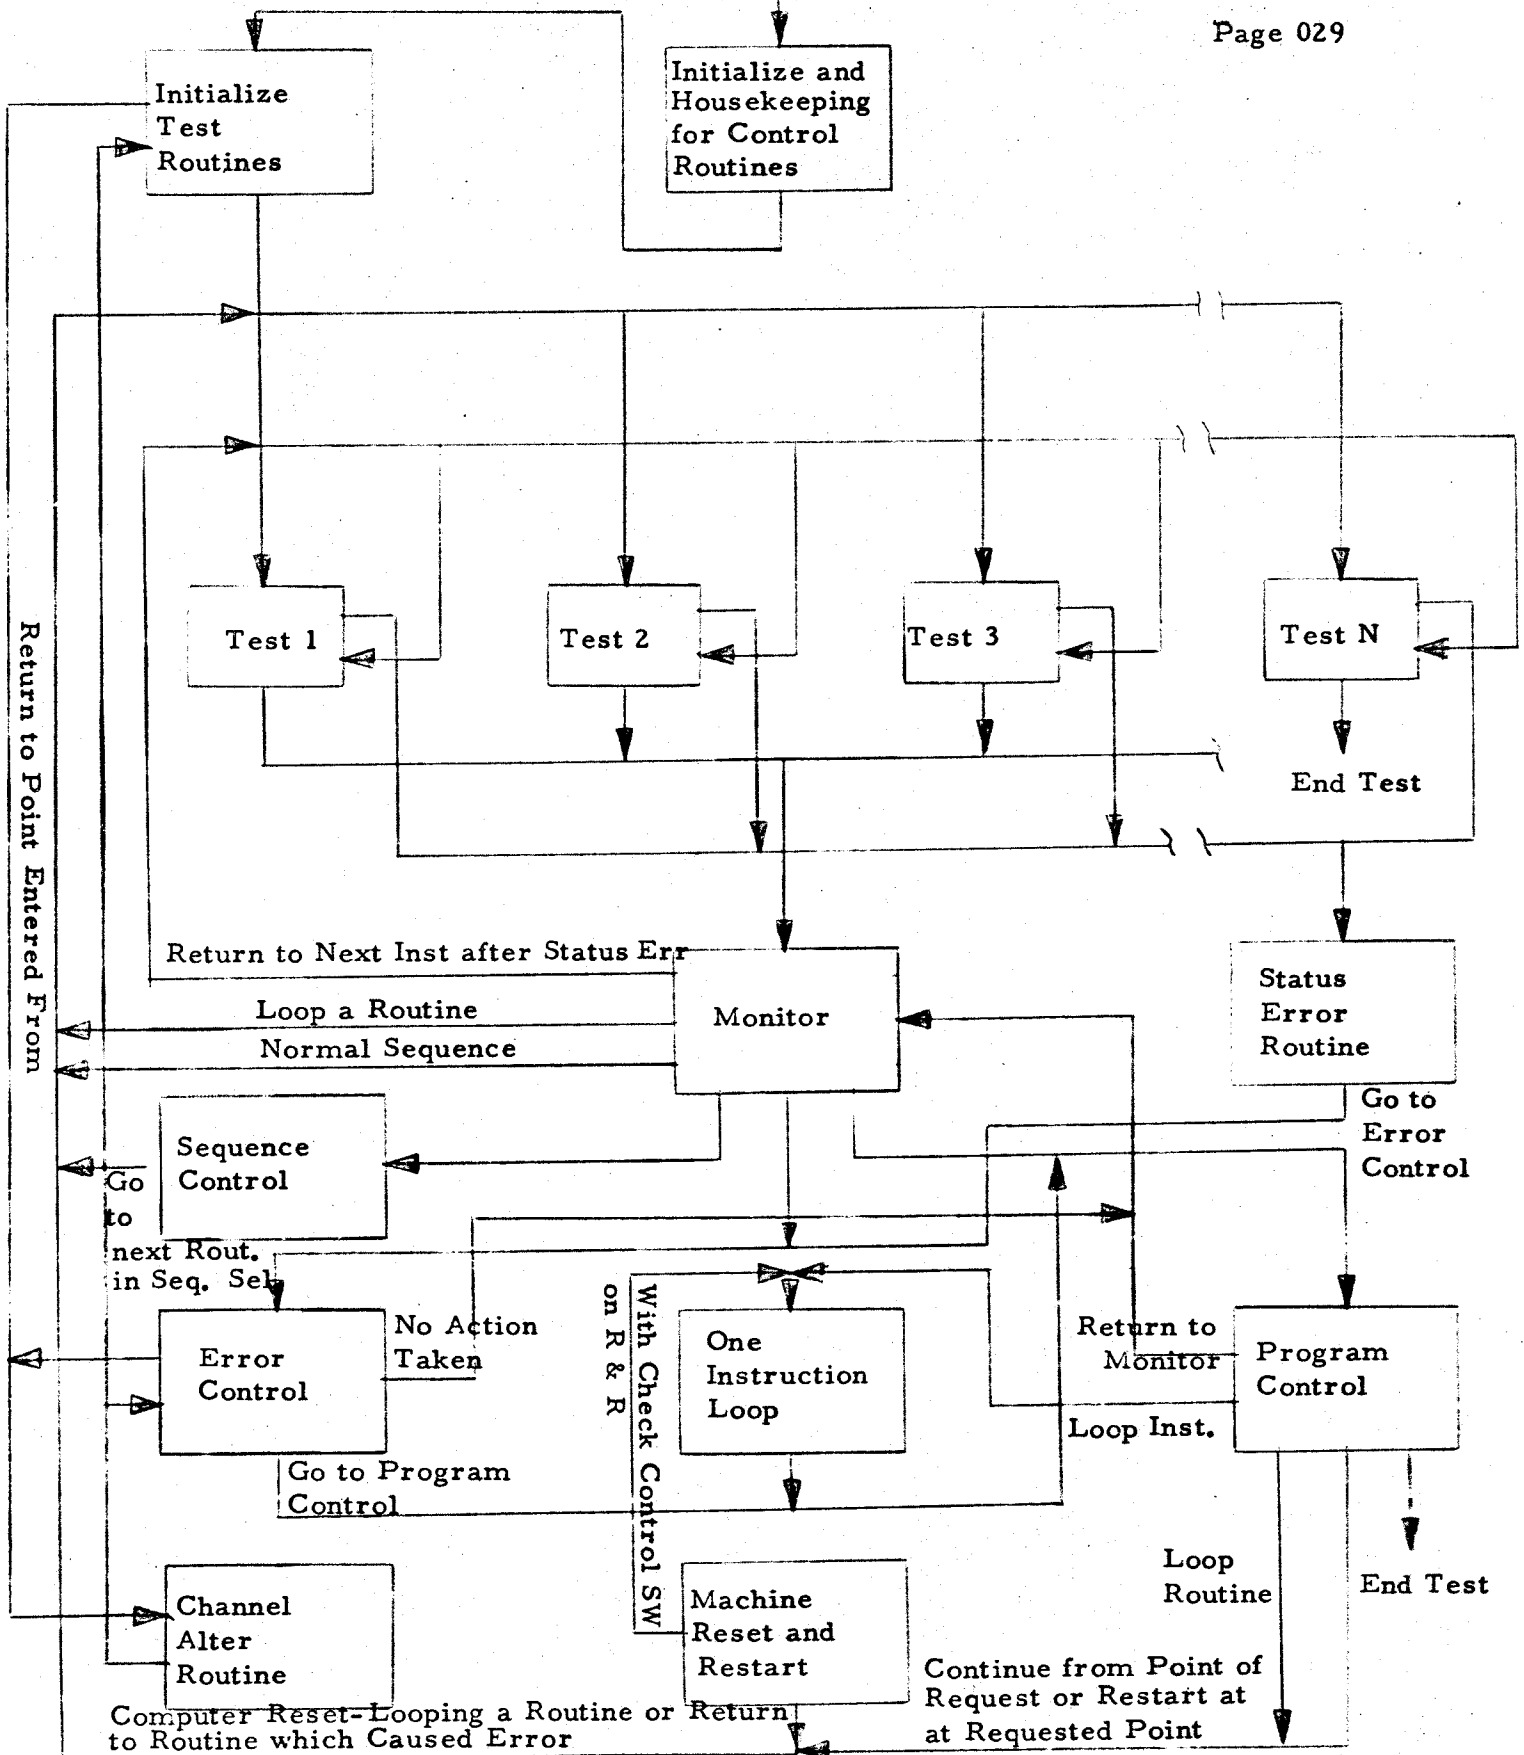 Page 029
Initialize
Test
Routines
Initialize and
Housekeeping
for Control
Routines
Test 1
Test 2
Test 3
Test N
End Test
Return to Point Entered From
Return to Next Inst after Status Err
Loop a Routine
Normal Sequence
Monitor
Status
Error
Routine
Go to
Error
Control
Sequence
Control
Go
to
next Rout.
in Seq. Sel
Error
Control
No Action
Taken
Go to Program
Control
With Check Control SW
on R & R
One
Instruction
Loop
Return to
Monitor
Loop Inst.
Program
Control
Channel
Alter
Routine
Machine
Reset and
Restart
Loop
Routine
End Test
Continue from Point of
Request or Restart at
at Requested Point
Computer Reset-Looping a Routine or Return
to Routine which Caused Error